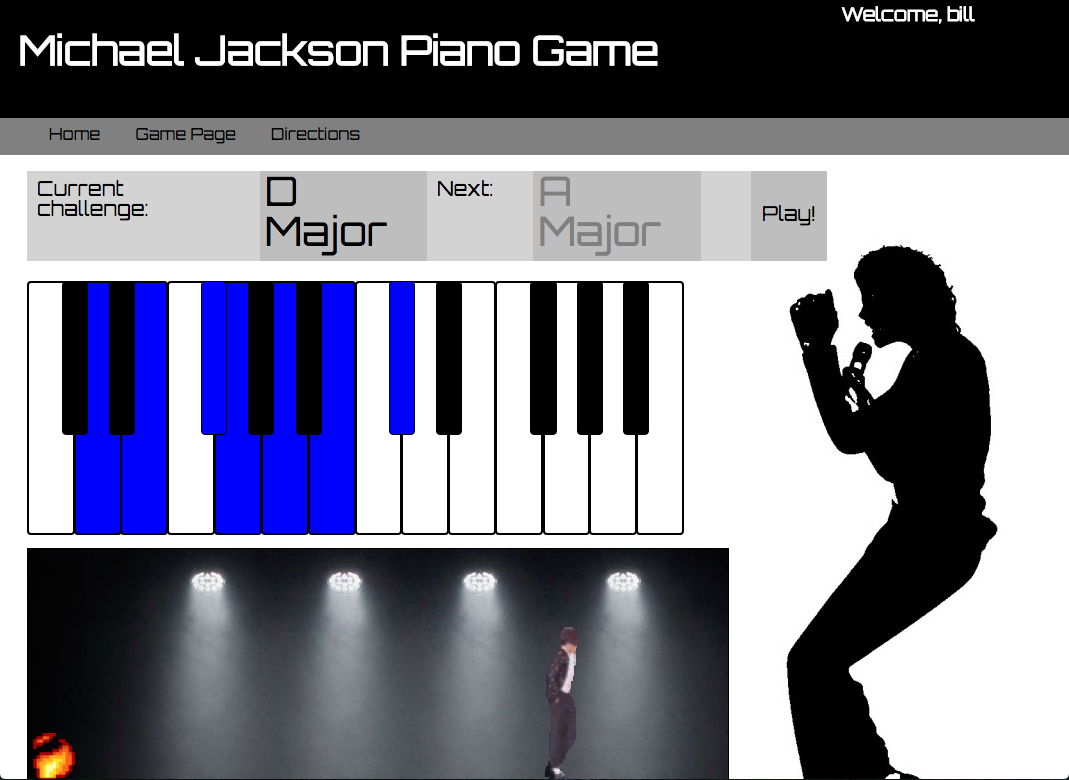 Welcome, bill
Michael Jackson Piano Game
Home Game Page Directions
Current
challenge:
D
Major
Next:
A
Major
Play!